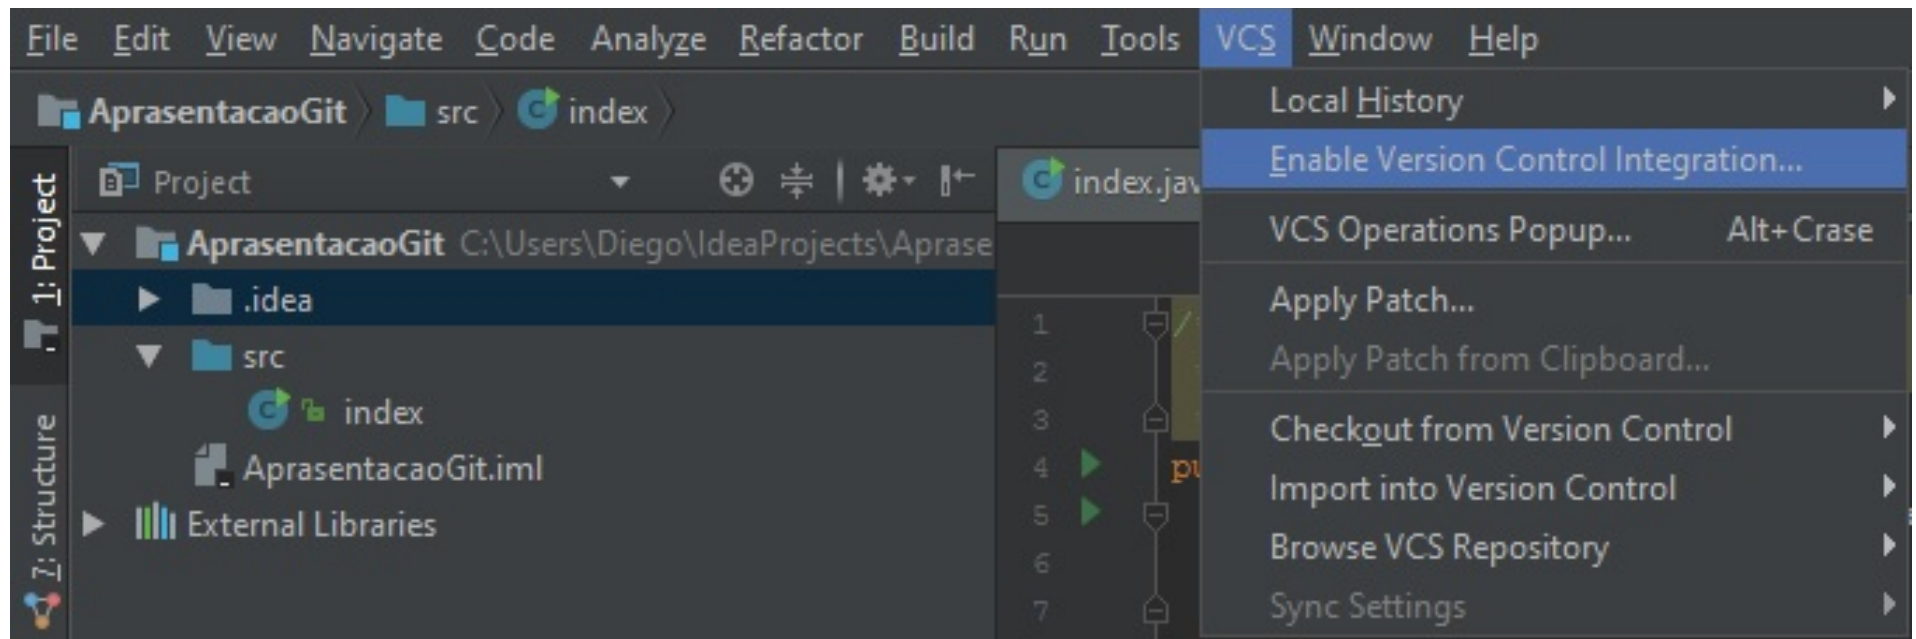 File Edit View Navigate Code Analyze Refactor Build Run Tools VCS Window Help
AprasentacaoGit src index
1: Project
7: Structure
Project
AprasentacaoGit C:\Users\Diego\IdeaProjects\Aprase
.idea
src
index
AprasentacaoGit.iml
External Libraries
index.jav
1 /
2
3
4 pu
5
6
7
Local History
Enable Version Control Integration...
VCS Operations Popup... Alt+Crase
Apply Patch...
Apply Patch from Clipboard...
Checkout from Version Control
Import into Version Control
Browse VCS Repository
Sync Settings